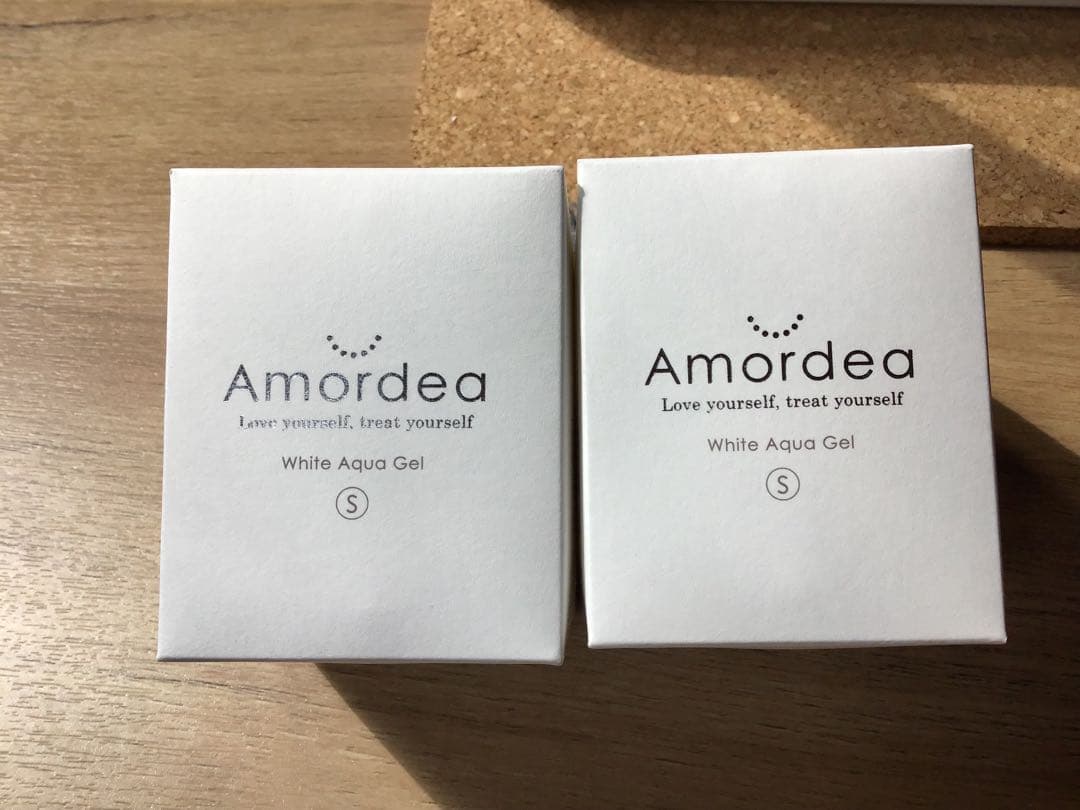 Amordea
Love yourself, treat yourself
White Aqua Gel
S
Amordea
Love yourself, treat yourself
White Aqua Gel
S